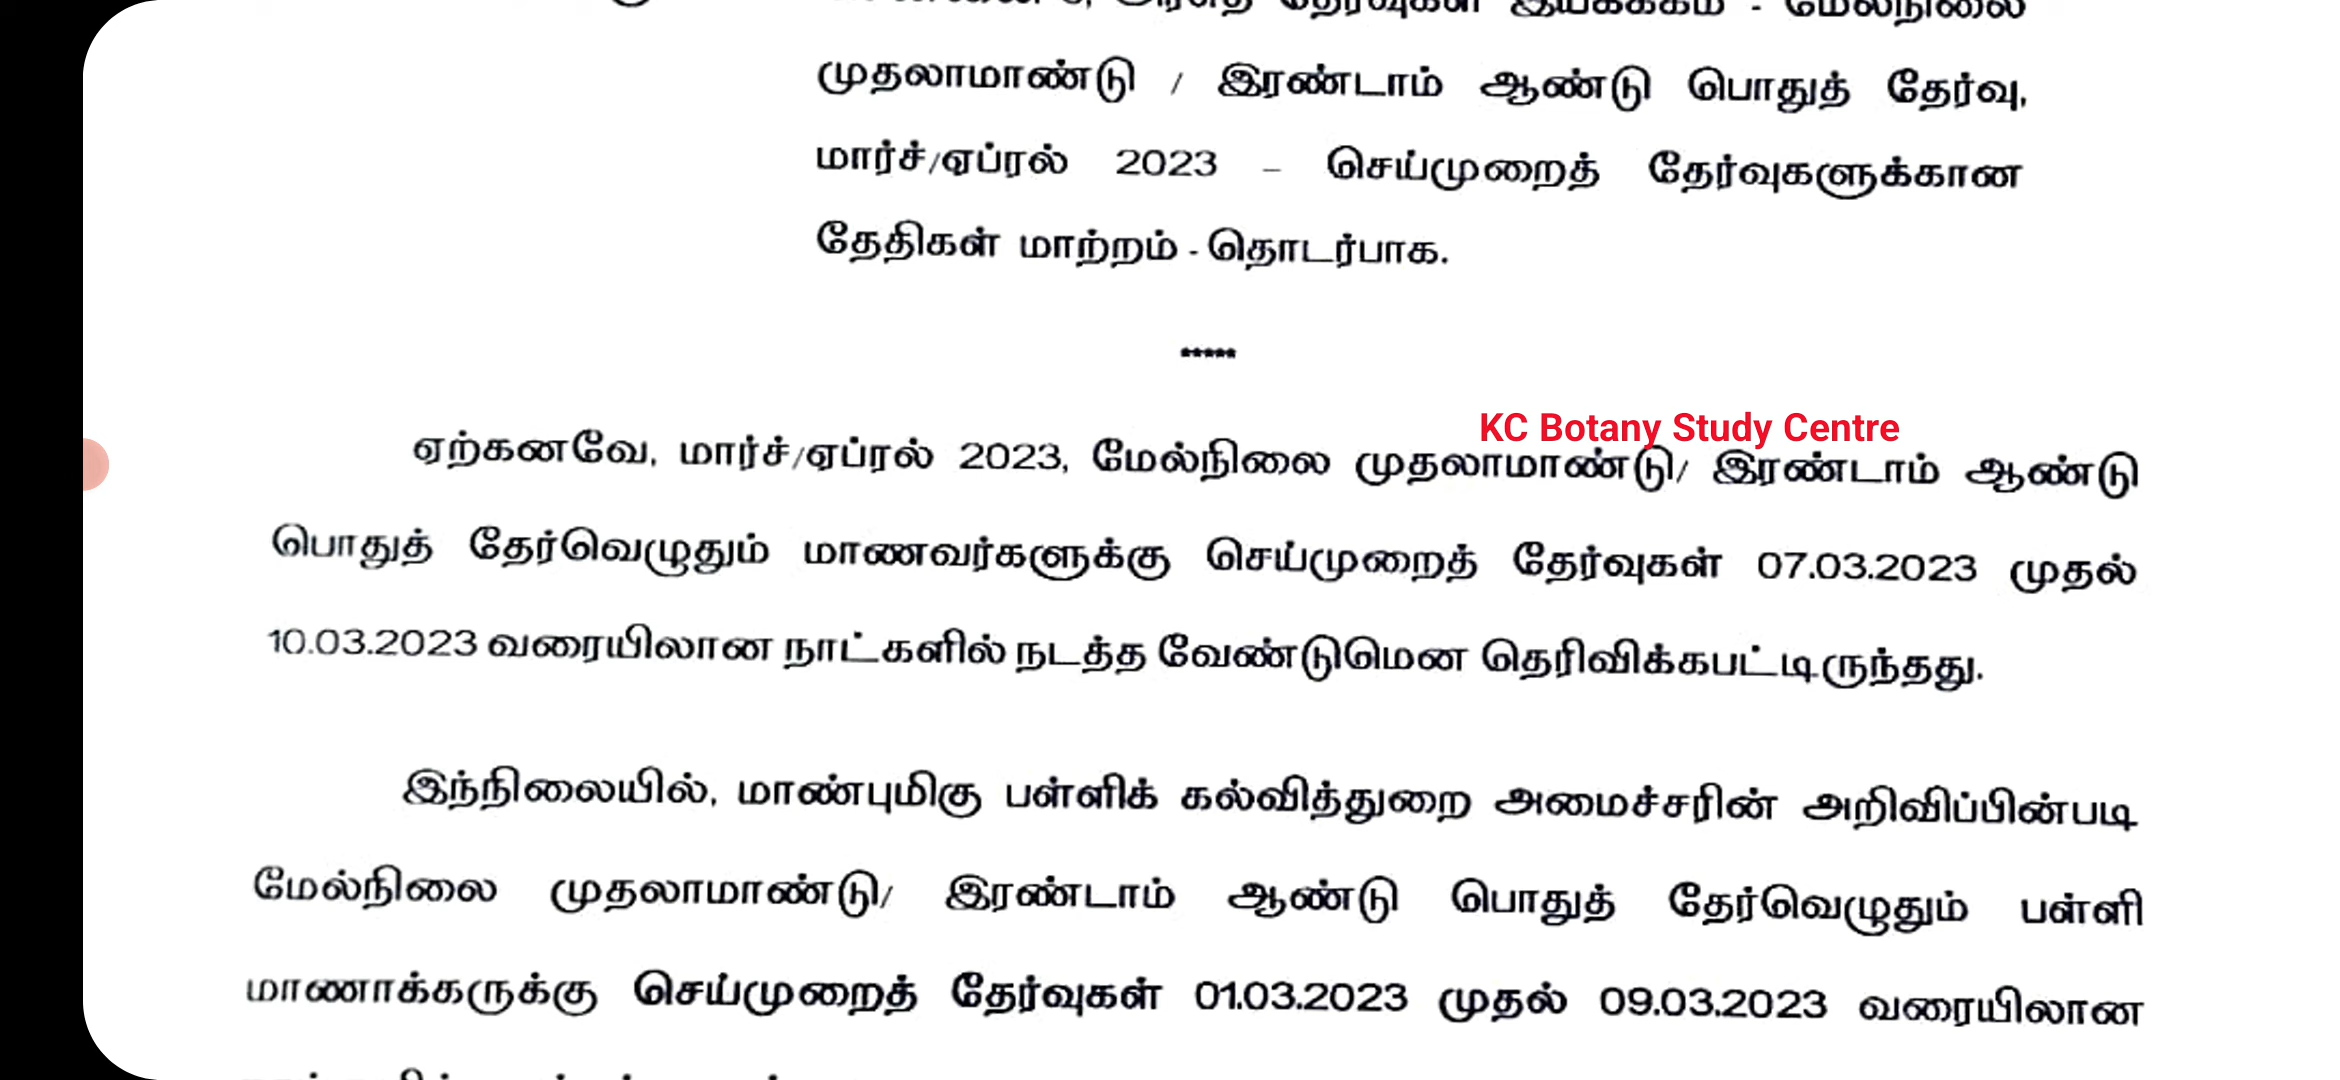 தேர்வுகள் இயக்ககம் - மேல்நிலை
முதலாமாண்டு / இரண்டாம் ஆண்டு பொதுத் தேர்வு,
மார்ச்/ஏப்ரல் 2023 – செய்முறைத் தேர்வுகளுக்கான
தேதிகள் மாற்றம் - தொடர்பாக.
*****
KC Botany Study Centre
ஏற்கனவே, மார்ச்/ஏப்ரல் 2023, மேல்நிலை முதலாமாண்டு/ இரண்டாம் ஆண்டு
பொதுத் தேர்வெழுதும் மாணவர்களுக்கு செய்முறைத் தேர்வுகள் 07.03.2023 முதல்
10.03.2023 வரையிலான நாட்களில் நடத்த வேண்டுமென தெரிவிக்கபட்டிருந்தது.
இந்நிலையில், மாண்புமிகு பள்ளிக் கல்வித்துறை அமைச்சரின் அறிவிப்பின்படி
மேல்நிலை முதலாமாண்டு/ இரண்டாம் ஆண்டு பொதுத் தேர்வெழுதும் பள்ளி
மாணாக்கருக்கு செய்முறைத் தேர்வுகள் 01.03.2023 முதல் 09.03.2023 வரையிலான